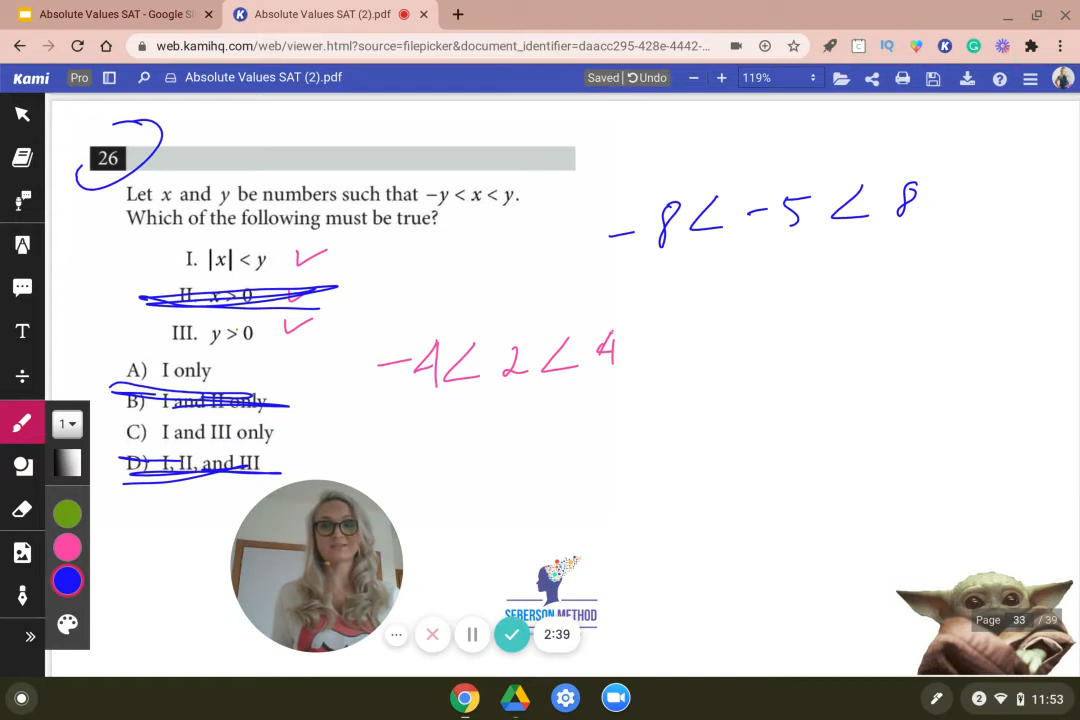 Absolute Values SAT - Google S
Absolute Values SAT (2).pdf
web.kamihq.com/web/viewer.html?source=filepicker&document_identifier=daacc295-428e-4442-...
Kami
Pro
Absolute Values SAT (2).pdf
Saved
Undo
119%
26
Let x and y be numbers such that −y < x < y.
Which of the following must be true?
I. |x| < y
II. x > 0
III. y > 0
A) I only
B) I and II only
C) I and III only
D) I, II, and III
-8 < -5 < 8
-4 < 2 < 4
1
SEBERSON METHOD
2:39
Page 33 / 39
2
11:53